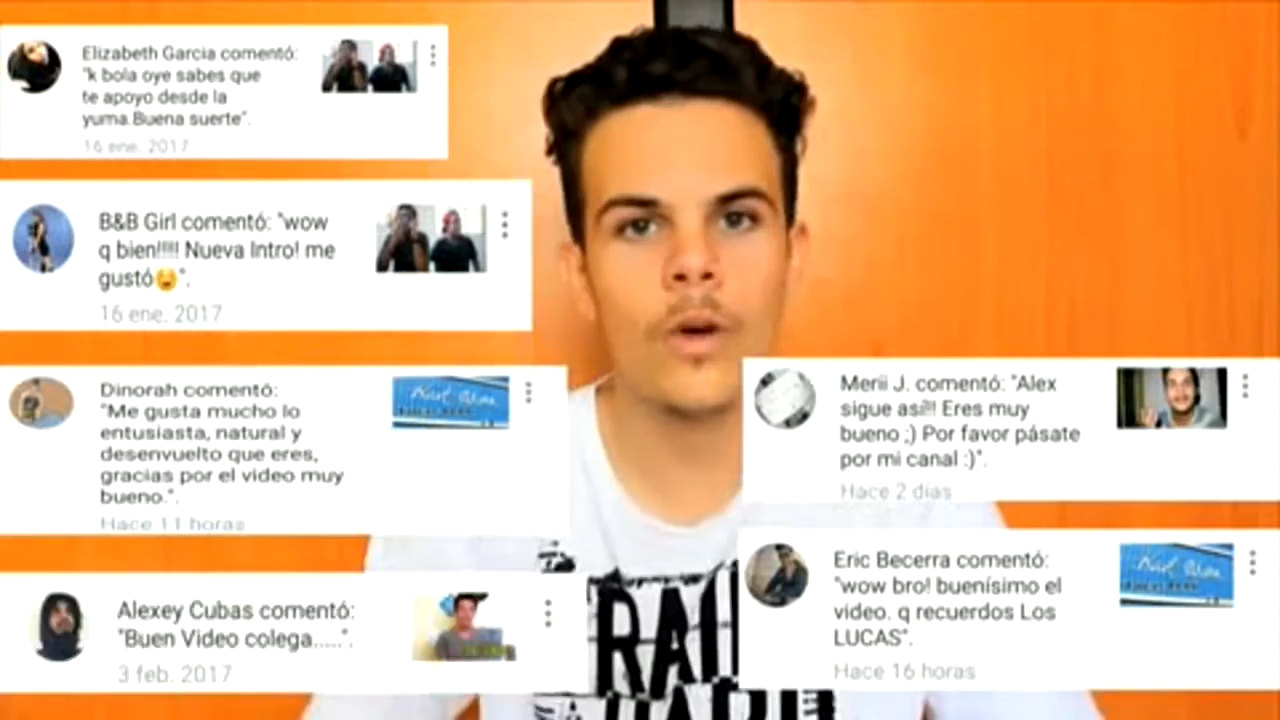 Elizabeth Garcia comentó:
"k bola oye sabes que
te apoyo desde la
yuma.Buena suerte".
16 ene. 2017
B&B Girl comentó: "wow
q bien!!!!! Nueva Intro! me
gustó😌".
16 ene. 2017
Dinorah comentó:
"Me gusta mucho lo
entusiasta, natural y
desenvuelto que eres,
gracias por el video muy
bueno.".
Hace 11 horas
Alexey Cubas comentó:
"Buen Video colega.....".
3 feb. 2017
Merii J. comentó: "Alex
sigue así!!! Eres muy
bueno ;) Por favor pásate
por mi canal :)".
Hace 2 días
Eric Becerra comentó:
"wow bro! buenísimo el
video. q recuerdos Los
LUCAS".
Hace 16 horas